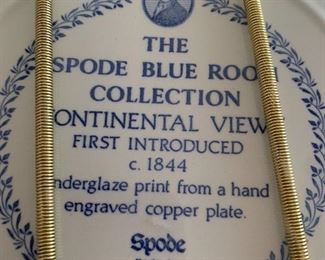 THE
SPODE BLUE ROOM
COLLECTION
CONTINENTAL VIEWS
FIRST INTRODUCED
c. 1844
Underglaze print from a hand
engraved copper plate.
Spode